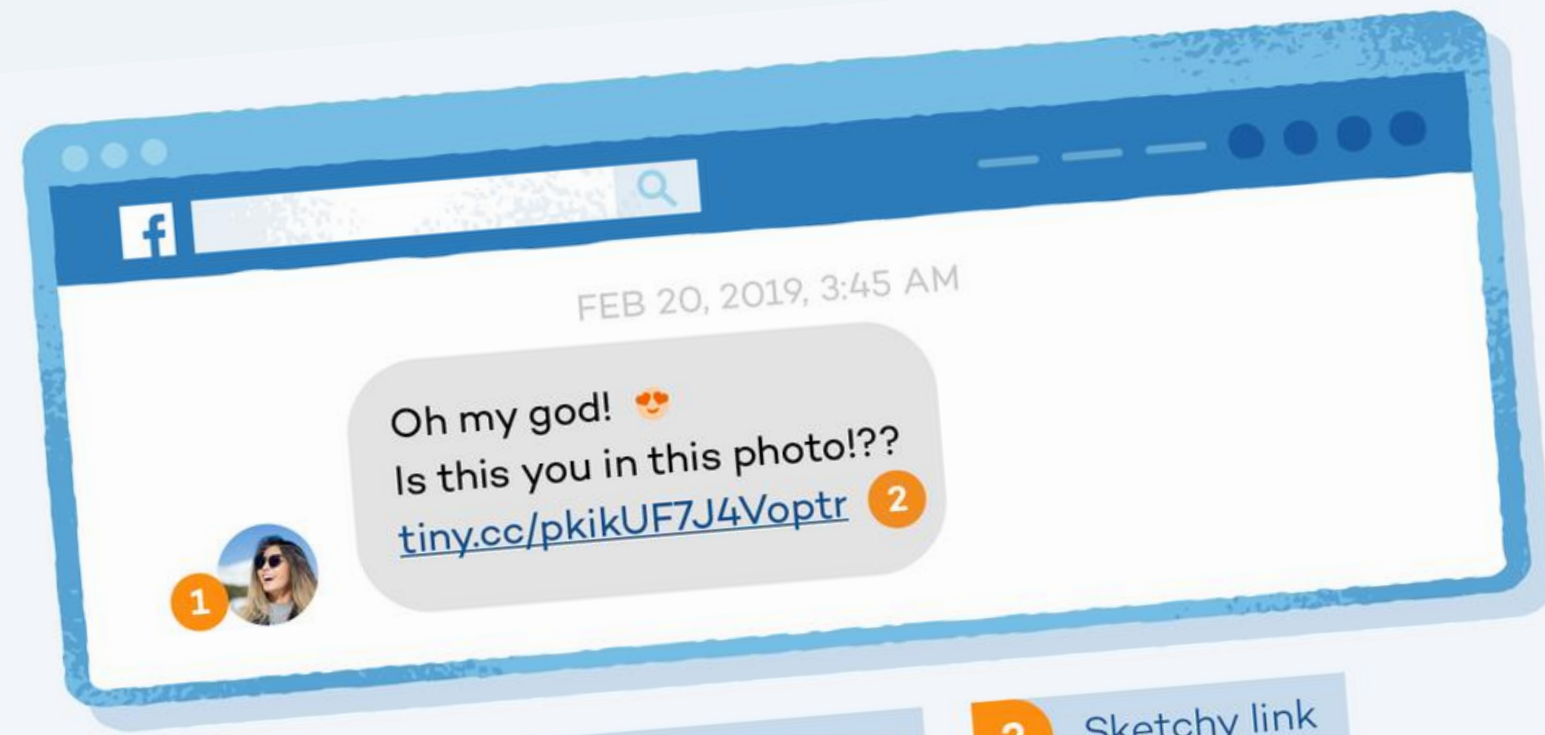 f
FEB 20, 2019, 3:45 AM
Oh my god! 😍
Is this you in this photo!??
tiny.cc/pkikUF7J4Voptr 2
1
2 Sketchy link